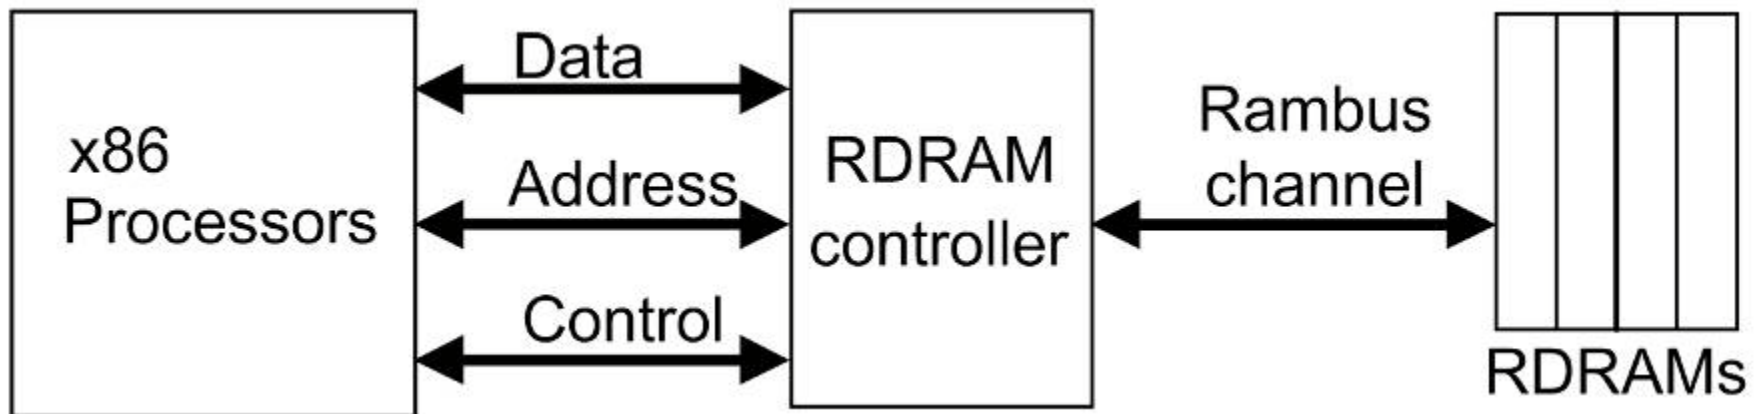 x86
Processors
Data
Address
Control
RDRAM
controller
Rambus
channel
RDRAMs